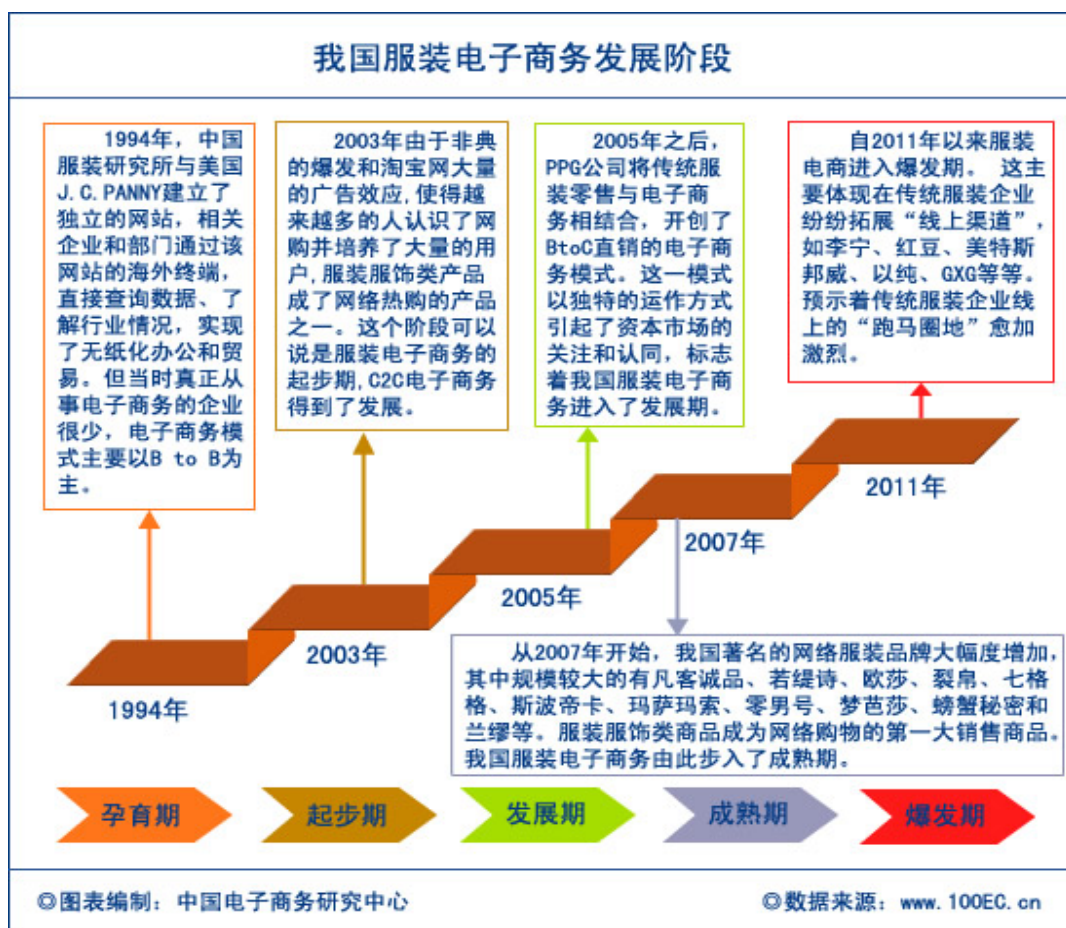 我国服装电子商务发展阶段
1994年，中国
服装研究所与美国
J.C.PANNY建立了
独立的网站，相关
企业和部门通过该
网站的海外终端，
直接查询数据、了
解行业情况，实现
了无纸化办公和贸
易。但当时真正从
事电子商务的企业
很少，电子商务模
式主要以B to B为
主。
2003年由于非典
的爆发和淘宝网大量
的广告效应,使得越
来越多的人认识了网
购并培养了大量的用
户,服装服饰类产品
成了网络热购的产品
之一。这个阶段可以
说是服装电子商务的
起步期,C2C电子商务
得到了发展。
2005年之后，
PPG公司将传统服
装零售与电子商
务相结合，开创了
BtoC直销的电子商
务模式。这一模式
以独特的运作方式
引起了资本市场的
关注和认同，标志
着我国服装电子商
务进入了发展期。
自2011年以来服装
电商进入爆发期。 这主
要体现在传统服装企业
纷纷拓展“线上渠道”，
如李宁、红豆、美特斯
邦威、以纯、GXG等等。
预示着传统服装企业线
上的“跑马圈地”愈加
激烈。
2011年
2007年
2005年
2003年
1994年
从2007年开始，我国著名的网络服装品牌大幅度增加，
其中规模较大的有凡客诚品、若缇诗、欧莎、裂帛、七格
格、斯波帝卡、玛萨玛索、零男号、梦芭莎、螃蟹秘密和
兰缪等。服装服饰类商品成为网络购物的第一大销售商品。
我国服装电子商务由此步入了成熟期。
孕育期
起步期
发展期
成熟期
爆发期
◎图表编制：中国电子商务研究中心
◎数据来源：www.100EC.cn